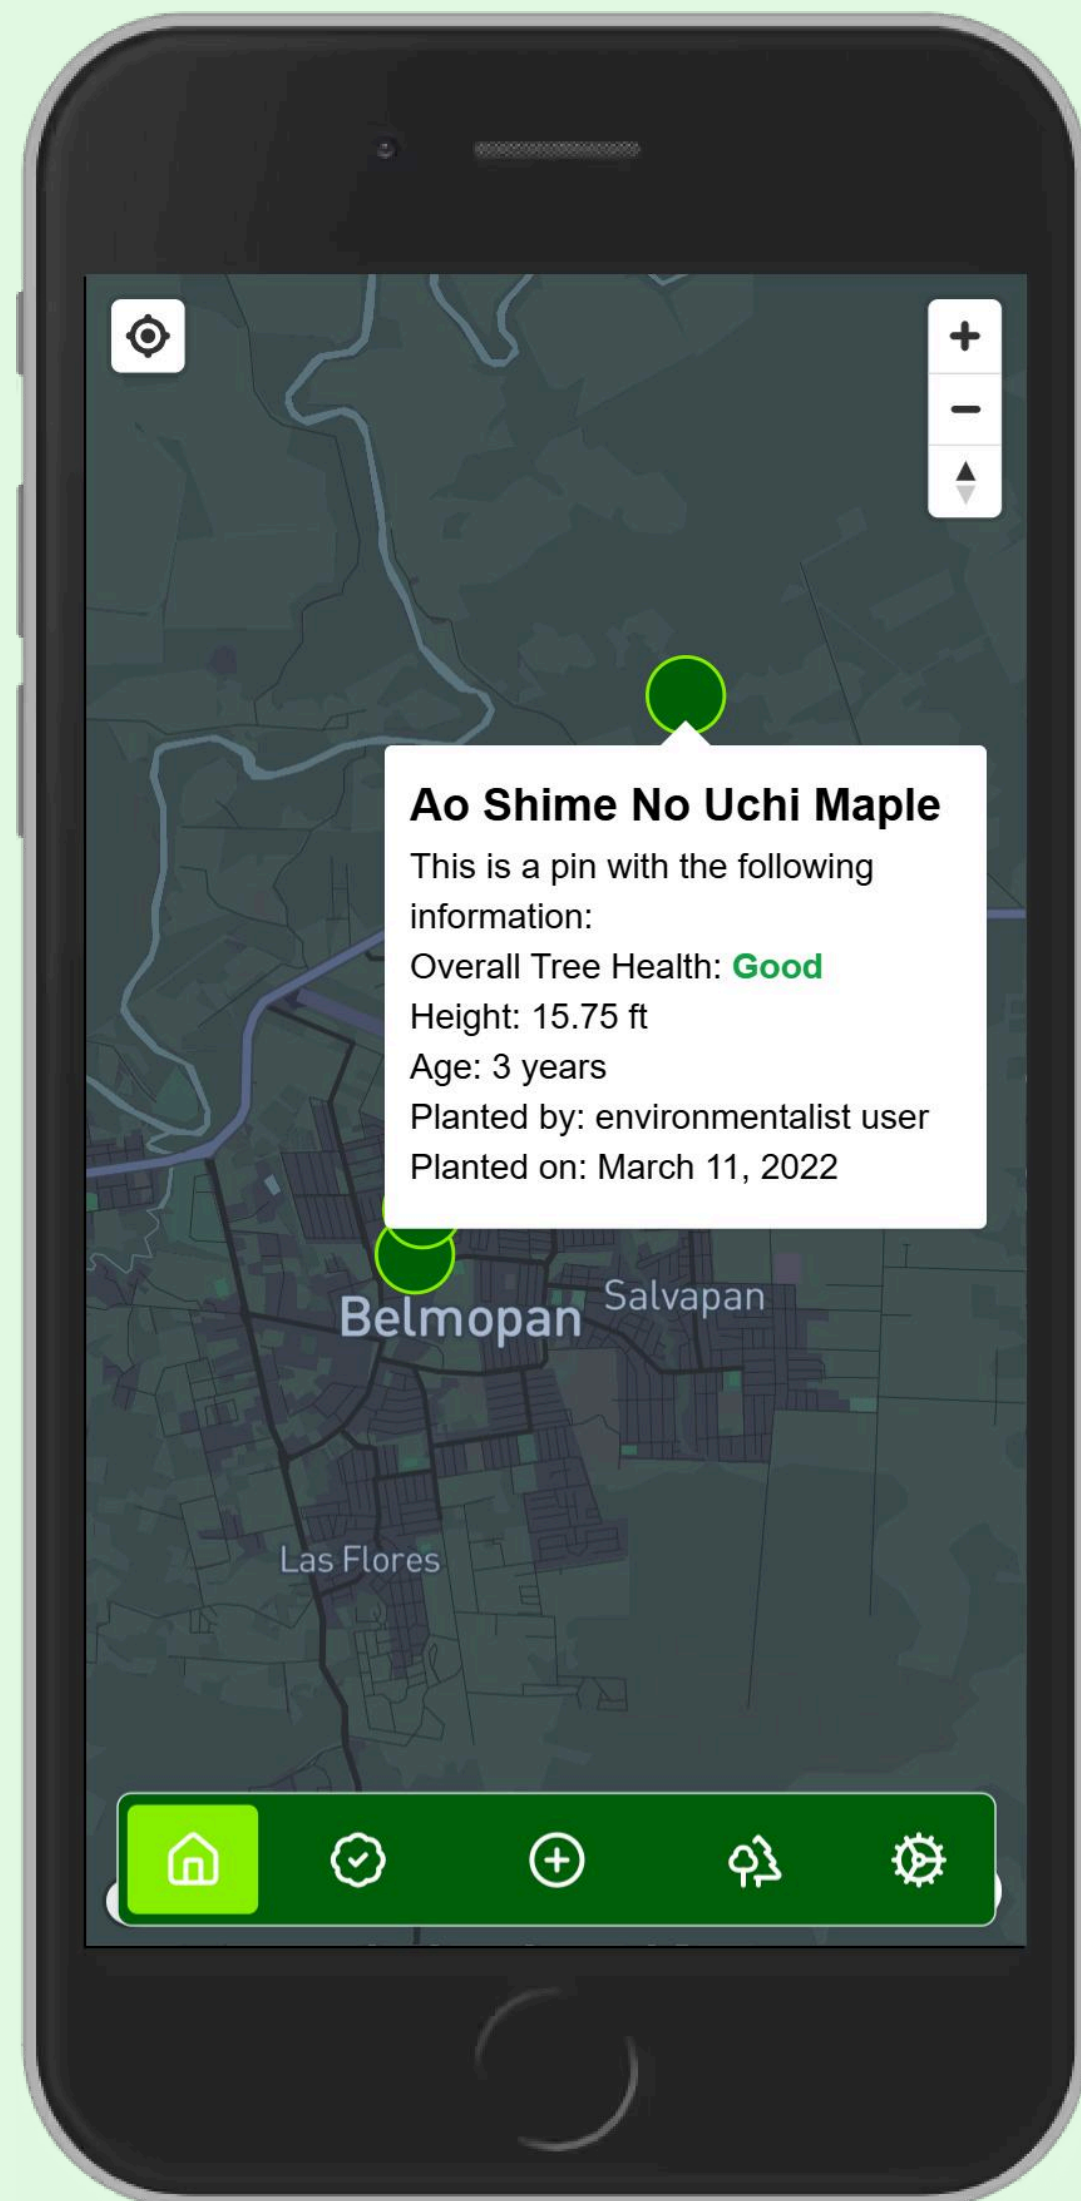 Ao Shime No Uchi Maple
This is a pin with the following
information:
Overall Tree Health: Good
Height: 15.75 ft
Age: 3 years
Planted by: environmentalist user
Planted on: March 11, 2022
Salvapan
Belmopan
Las Flores